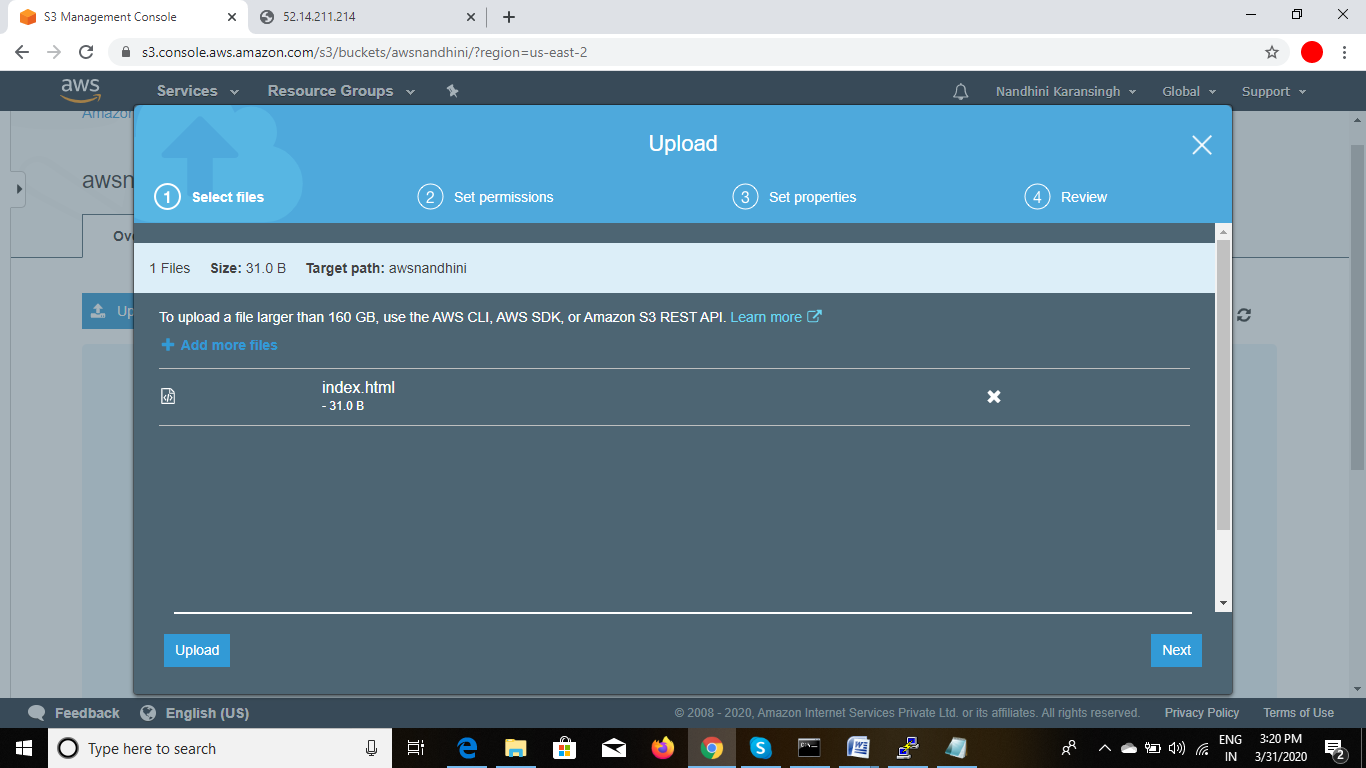 S3 Management Console
52.14.211.214
s3.console.aws.amazon.com/s3/buckets/awsnandhini/?region=us-east-2
aws Services Resource Groups Nandhini Karansingh Global Support
Amazon
awsn
Ov
Up
Upload
1 Select files 2 Set permissions 3 Set properties 4 Review
1 Files Size: 31.0 B Target path: awsnandhini
To upload a file larger than 160 GB, use the AWS CLI, AWS SDK, or Amazon S3 REST API. Learn more
Add more files
index.html
- 31.0 B
Upload Next
Feedback English (US) © 2008 - 2020, Amazon Internet Services Private Ltd. or its affiliates. All rights reserved. Privacy Policy Terms of Use
Type here to search
ENG 3:20 PM
IN 3/31/2020 2